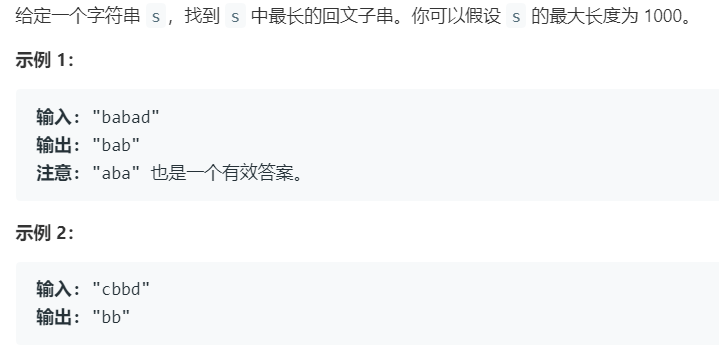 给定一个字符串 s，找到 s 中最长的回文子串。你可以假设 s 的最大长度为 1000。
示例 1：
输入: "babad"
输出: "bab"
注意: "aba" 也是一个有效答案。
示例 2：
输入: "cbbd"
输出: "bb"